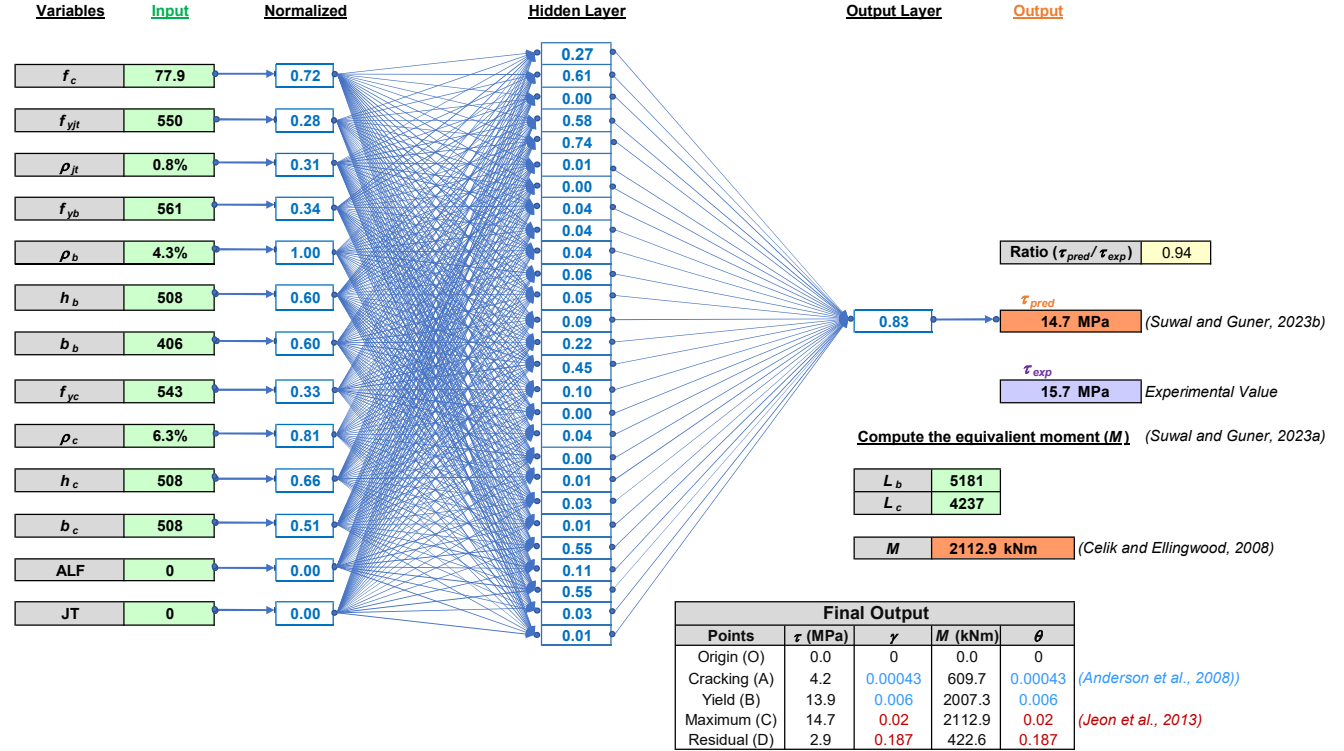 Variables Input Normalized Hidden Layer Output Layer Output
f c 77.9 0.72
f yjt 550 0.28
ρ jt 0.8% 0.31
f yb 561 0.34
ρ b 4.3% 1.00
h b 508 0.60
b b 406 0.60
f yc 543 0.33
ρ c 6.3% 0.81
h c 508 0.66
b c 508 0.51
ALF 0 0.00
JT 0 0.00
0.27
0.61
0.00
0.58
0.74
0.01
0.00
0.04
0.04
0.04
0.06
0.05
0.09
0.22
0.45
0.10
0.00
0.04
0.00
0.01
0.03
0.01
0.55
0.11
0.55
0.03
0.01
0.83
Ratio (τ pred / τ exp) 0.94
τ pred
14.7 MPa (Suwal and Guner, 2023b)
τ exp
15.7 MPa Experimental Value
Compute the equivalient moment (M) (Suwal and Guner, 2023a)
L b 5181
L c 4237
M 2112.9 kNm (Celik and Ellingwood, 2008)
Final Output
Points τ (MPa) γ M (kNm) θ
Origin (O) 0.0 0 0.0 0
Cracking (A) 4.2 0.00043 609.7 0.00043 (Anderson et al., 2008))
Yield (B) 13.9 0.006 2007.3 0.006
Maximum (C) 14.7 0.02 2112.9 0.02 (Jeon et al., 2013)
Residual (D) 2.9 0.187 422.6 0.187